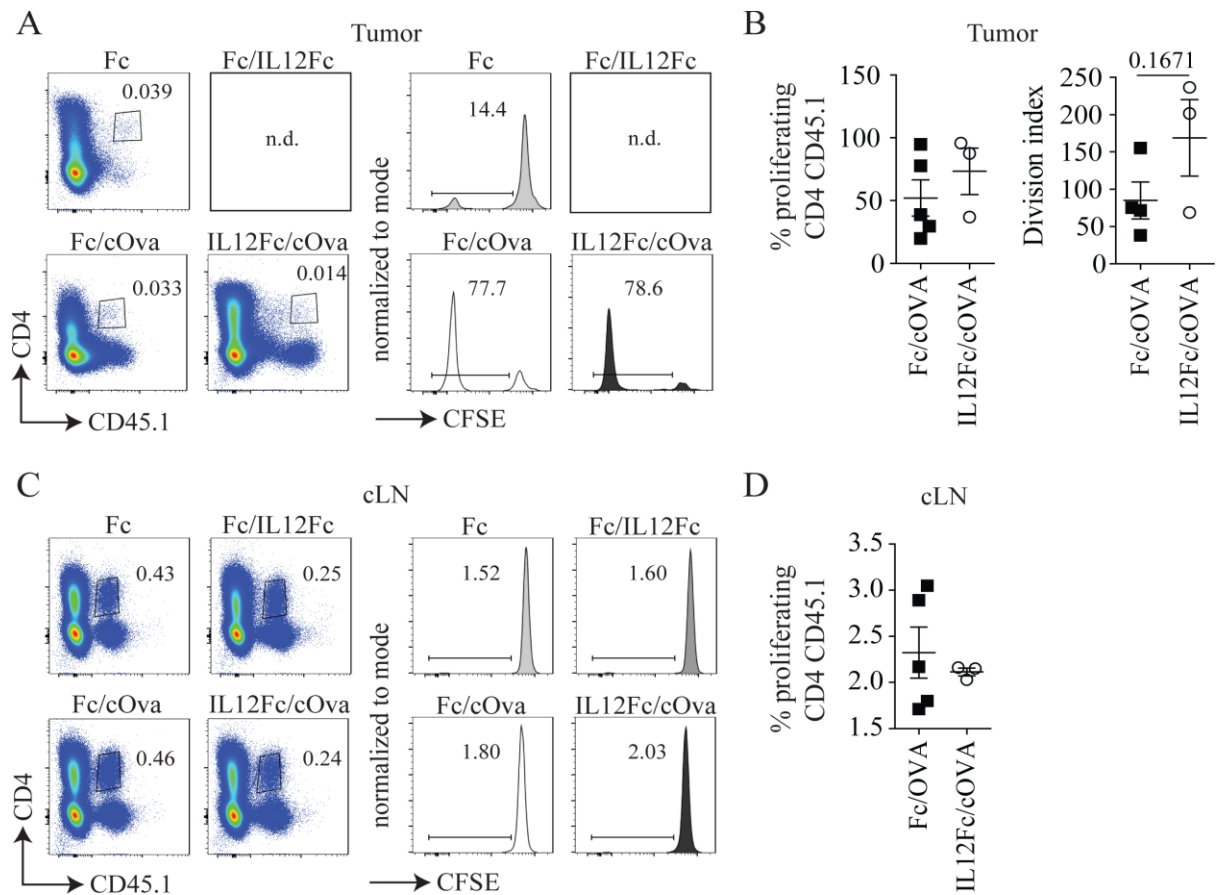 A
Tumor
Fc
Fc/IL12Fc
Fc
Fc/IL12Fc
0.039
n.d.
14.4
n.d.
Fc/cOva
IL12Fc/cOva
Fc/cOva
IL12Fc/cOva
0.033
0.014
77.7
78.6
CD4
CD45.1
normalized to mode
CFSE
B
Tumor
% proliferating
CD4 CD45.1
150
100
50
0
Fc/cOVA
IL12Fc/cOVA
0.1671
Division index
250
200
150
100
50
0
Fc/cOVA
IL12Fc/cOVA
C
cLN
Fc
Fc/IL12Fc
Fc
Fc/IL12Fc
0.43
0.25
1.52
1.60
Fc/cOva
IL12Fc/cOva
Fc/cOva
IL12Fc/cOva
0.46
0.24
1.80
2.03
CD4
CD45.1
normalized to mode
CFSE
D
cLN
% proliferating
CD4 CD45.1
3.5
3.0
2.5
2.0
1.5
Fc/OVA
IL12Fc/cOVA